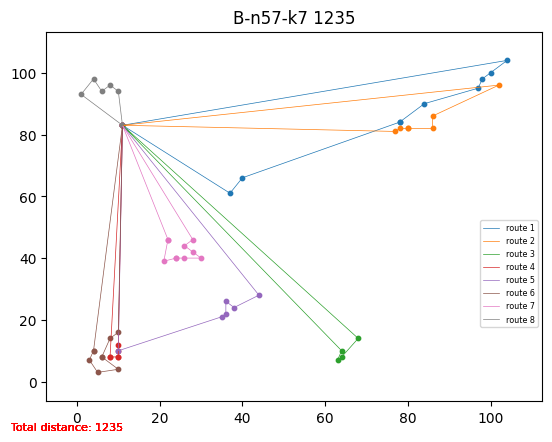 B-n57-k7 1235
100
80
60
40
20
0
route 1
route 2
route 3
route 4
route 5
route 6
route 7
route 8
0
20
40
60
80
100
Total distance: 1235